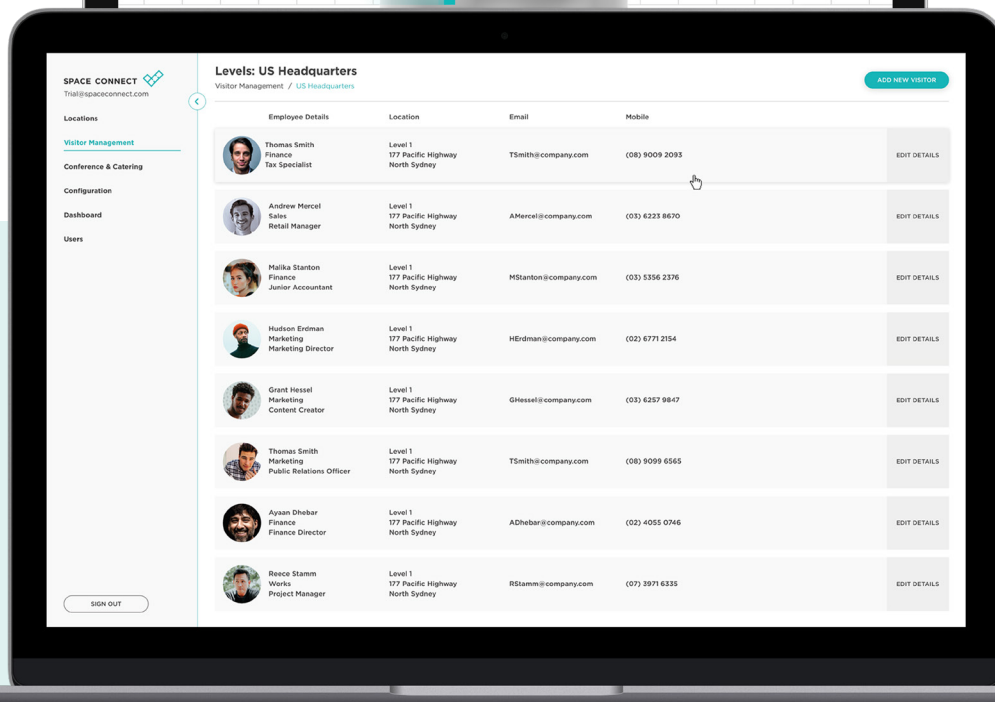 SPACE CONNECT
Trial@spaceconnect.com
Locations
Visitor Management
Conference & Catering
Configuration
Dashboard
Users
SIGN OUT
Levels: US Headquarters
Visitor Management / US Headquarters
ADD NEW VISITOR
Employee Details Location Email Mobile
Thomas Smith Level 1
Finance 177 Pacific Highway TSmith@company.com (08) 9009 2093 EDIT DETAILS
Tax Specialist North Sydney
Andrew Mercel Level 1
Sales 177 Pacific Highway AMercel@company.com (03) 6223 8670 EDIT DETAILS
Retail Manager North Sydney
Malika Stanton Level 1
Finance 177 Pacific Highway MStanton@company.com (03) 5356 2376 EDIT DETAILS
Junior Accountant North Sydney
Hudson Erdman Level 1
Marketing 177 Pacific Highway HErdman@company.com (02) 6771 2154 EDIT DETAILS
Marketing Director North Sydney
Grant Hessel Level 1
Marketing 177 Pacific Highway GHessel@company.com (03) 6257 9847 EDIT DETAILS
Content Creator North Sydney
Thomas Smith Level 1
Marketing 177 Pacific Highway TSmith@company.com (08) 9099 6565 EDIT DETAILS
Public Relations Officer North Sydney
Ayaan Dhebar Level 1
Finance 177 Pacific Highway ADhebar@company.com (02) 4055 0746 EDIT DETAILS
Finance Director North Sydney
Reece Stamm Level 1
Works 177 Pacific Highway RStamm@company.com (07) 3971 6335 EDIT DETAILS
Project Manager North Sydney